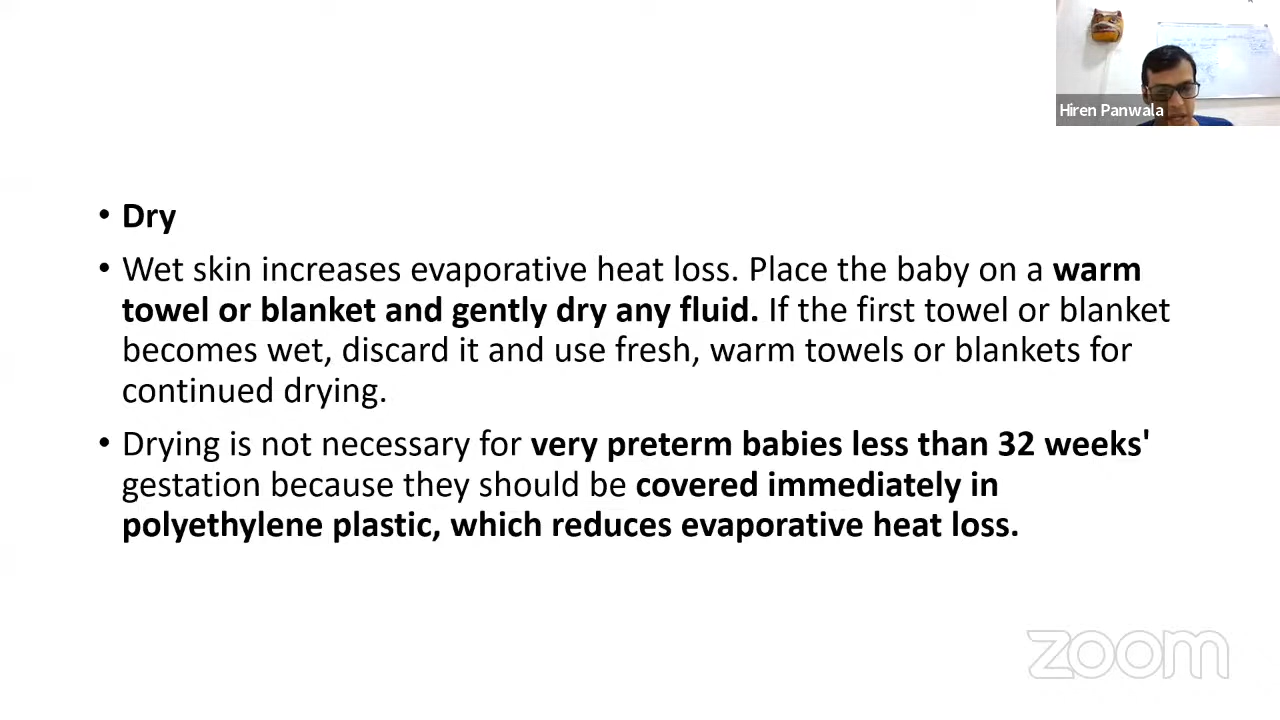 Hiren Panwala
• Dry
• Wet skin increases evaporative heat loss. Place the baby on a warm
towel or blanket and gently dry any fluid. If the first towel or blanket
becomes wet, discard it and use fresh, warm towels or blankets for
continued drying.
• Drying is not necessary for very preterm babies less than 32 weeks'
gestation because they should be covered immediately in
polyethylene plastic, which reduces evaporative heat loss.
zoom